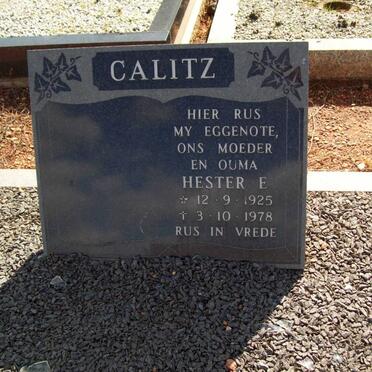 CALITZ
HIER RUS
MY EGGENOTE,
ONS MOEDER
EN OUMA
HESTER E
☆ 12·9·1925
✝ 3·10·1978
RUS IN VREDE